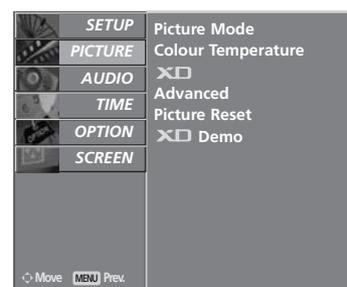 SETUP
PICTURE
AUDIO
TIME
OPTION
SCREEN
Move MENU Prev.
Picture Mode
Colour Temperature
XD
Advanced
Picture Reset
XD Demo